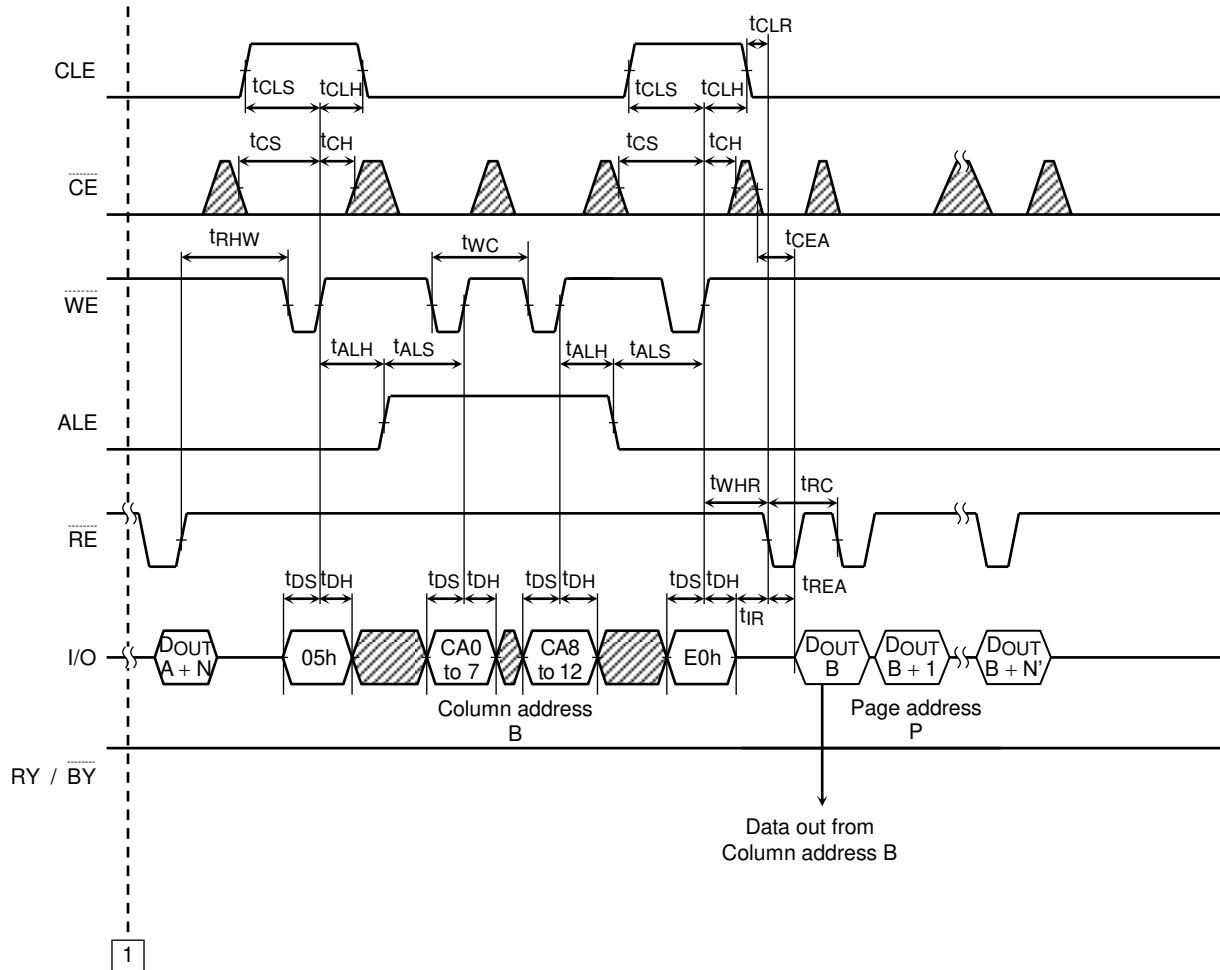 tCLR
CLE
tCLS tCLH tCLS tCLH
tCS tCH tCS tCH
CE
tRHW tWC tCEA
WE
tALH tALS tALH tALS
ALE
tWHR tRC
RE
tDS tDH tDS tDH tDS tDH tDS tDH tREA
tIR
I/O
DOUT
A + N
05h
CA0
to 7
CA8
to 12
E0h
DOUT
B
DOUT
B + 1
DOUT
B + N'
Column address
B
Page address
P
RY / BY
Data out from
Column address B
1